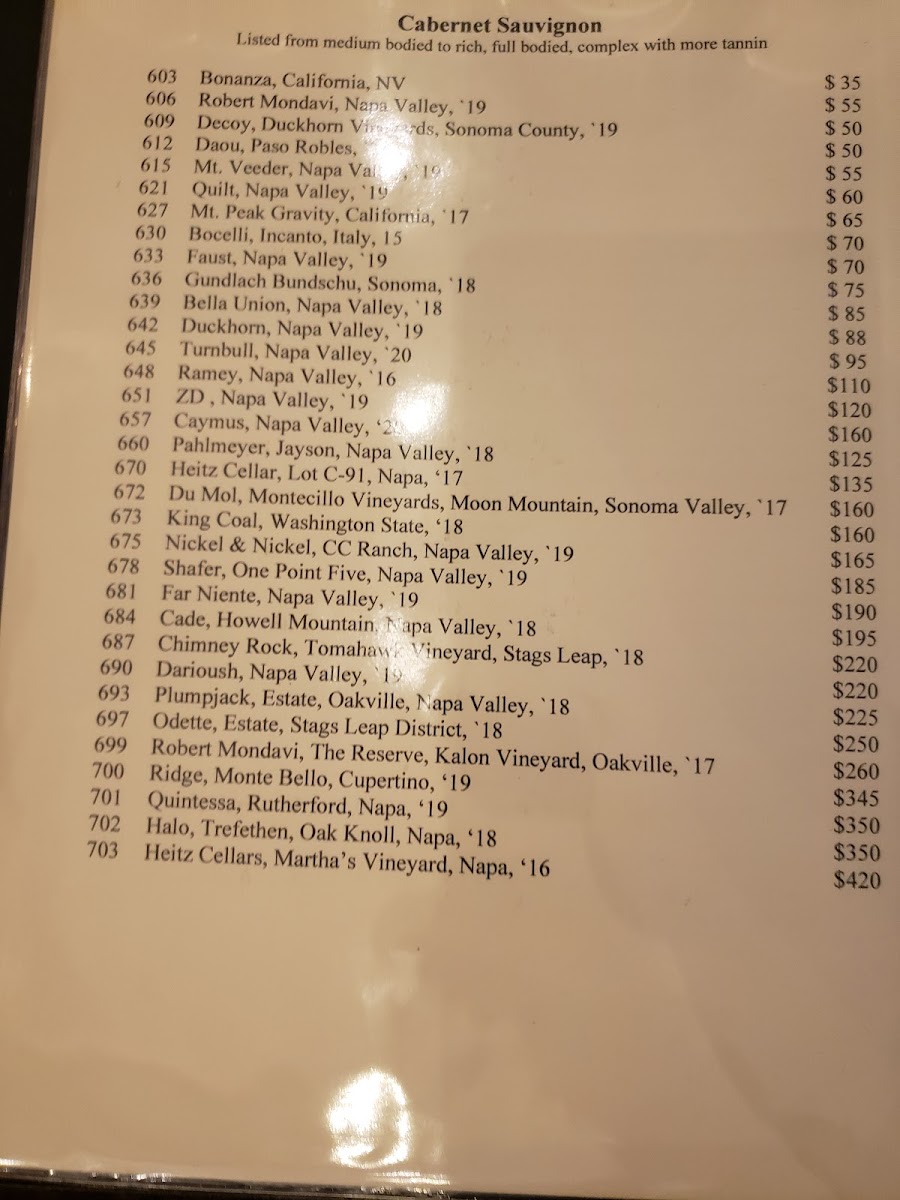 Cabernet Sauvignon
Listed from medium bodied to rich, full bodied, complex with more tannin
603 Bonanza, California, NV $ 35
606 Robert Mondavi, Napa Valley, `19 $ 55
609 Decoy, Duckhorn Vineyards, Sonoma County, `19 $ 50
612 Daou, Paso Robles, $ 50
615 Mt. Veeder, Napa Valley, `19 $ 55
621 Quilt, Napa Valley, `19 $ 60
627 Mt. Peak Gravity, California, `17 $ 65
630 Bocelli, Incanto, Italy, 15 $ 70
633 Faust, Napa Valley, `19 $ 70
636 Gundlach Bundschu, Sonoma, `18 $ 75
639 Bella Union, Napa Valley, `18 $ 85
642 Duckhorn, Napa Valley, `19 $ 88
645 Turnbull, Napa Valley, `20 $ 95
648 Ramey, Napa Valley, `16 $110
651 ZD , Napa Valley, `19 $120
657 Caymus, Napa Valley, $160
660 Pahlmeyer, Jayson, Napa Valley, `18 $125
670 Heitz Cellar, Lot C-91, Napa, ‘17 $135
672 Du Mol, Montecillo Vineyards, Moon Mountain, Sonoma Valley, `17 $160
673 King Coal, Washington State, ‘18 $160
675 Nickel & Nickel, CC Ranch, Napa Valley, `19 $165
678 Shafer, One Point Five, Napa Valley, `19 $185
681 Far Niente, Napa Valley, `19 $190
684 Cade, Howell Mountain, Napa Valley, `18 $195
687 Chimney Rock, Tomahawk Vineyard, Stags Leap, `18 $220
690 Darioush, Napa Valley, `19 $220
693 Plumpjack, Estate, Oakville, Napa Valley, `18 $225
697 Odette, Estate, Stags Leap District, `18 $250
699 Robert Mondavi, The Reserve, Kalon Vineyard, Oakville, `17 $260
700 Ridge, Monte Bello, Cupertino, ‘19 $345
701 Quintessa, Rutherford, Napa, ‘19 $350
702 Halo, Trefethen, Oak Knoll, Napa, ‘18 $350
703 Heitz Cellars, Martha’s Vineyard, Napa, ‘16 $420